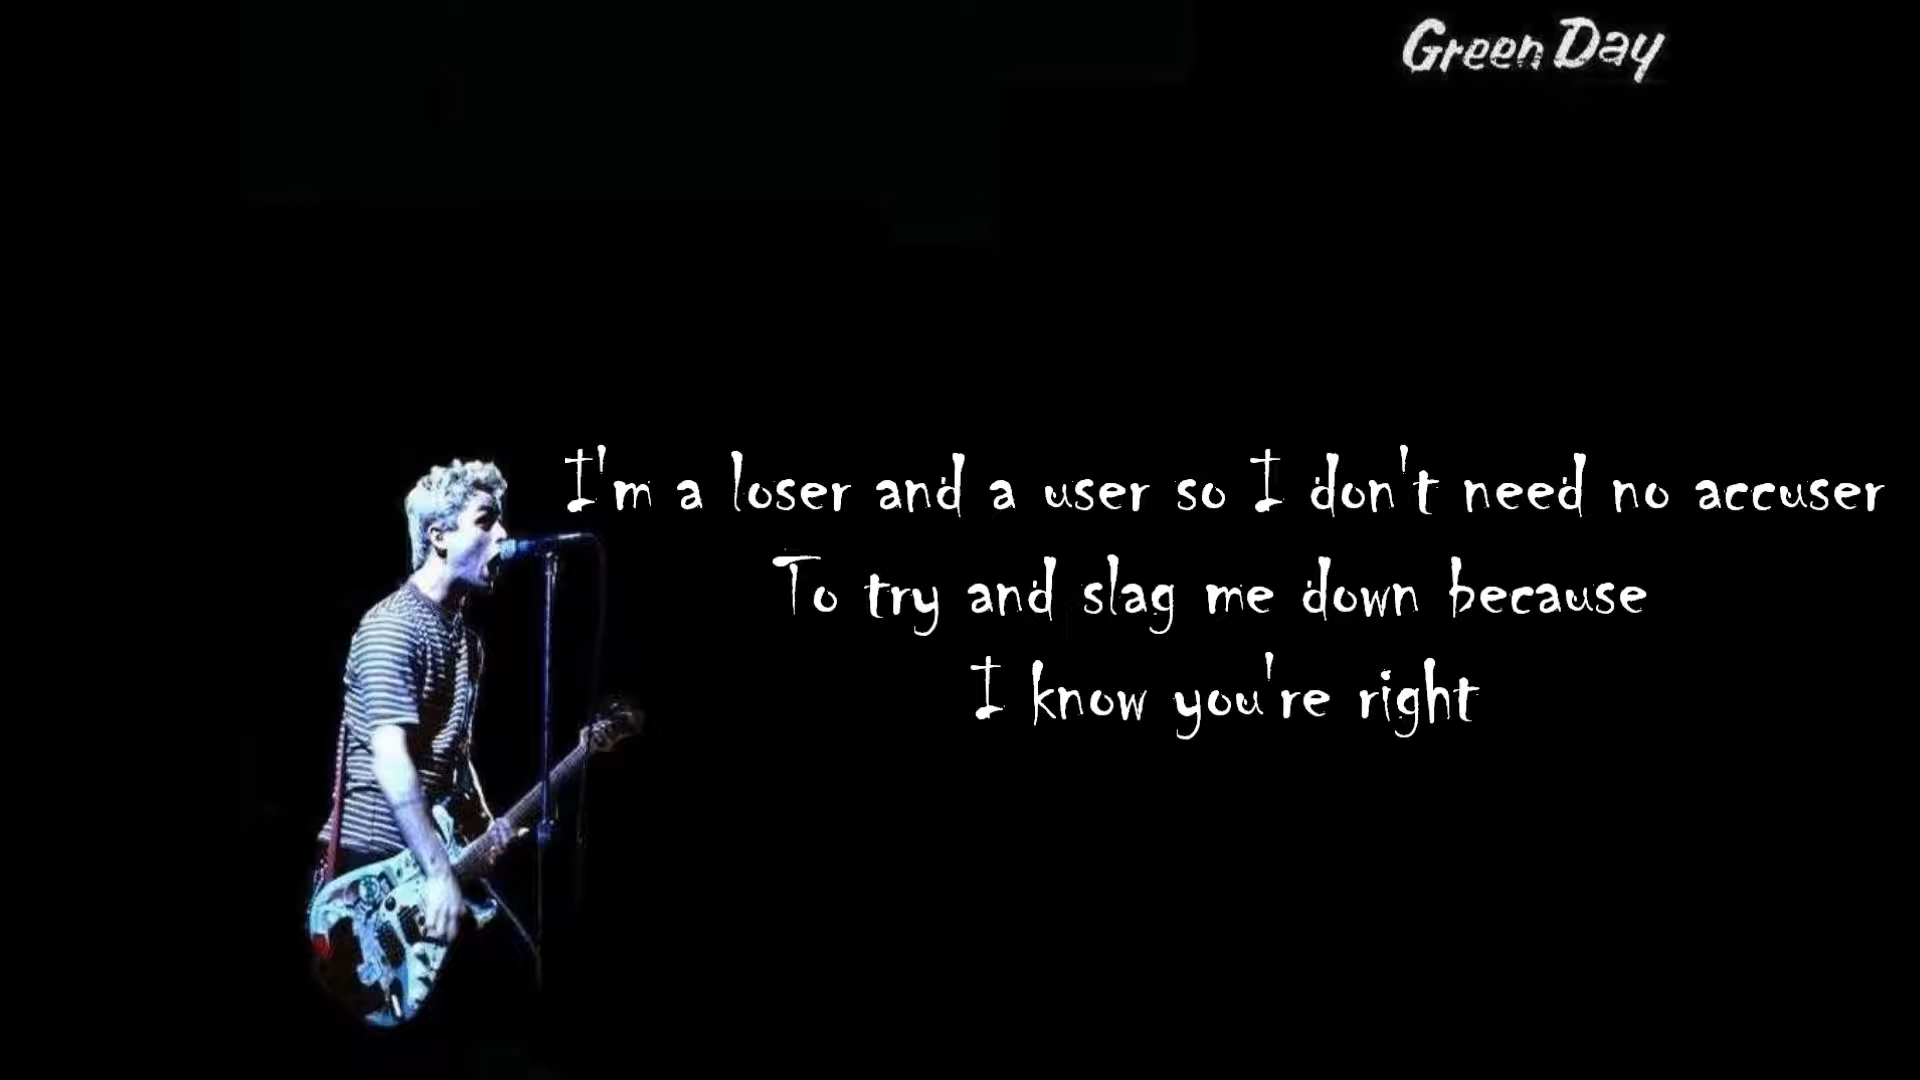 Green Day
I'm a loser and a user so I don't need no accuser
To try and slag me down because
I know you're right